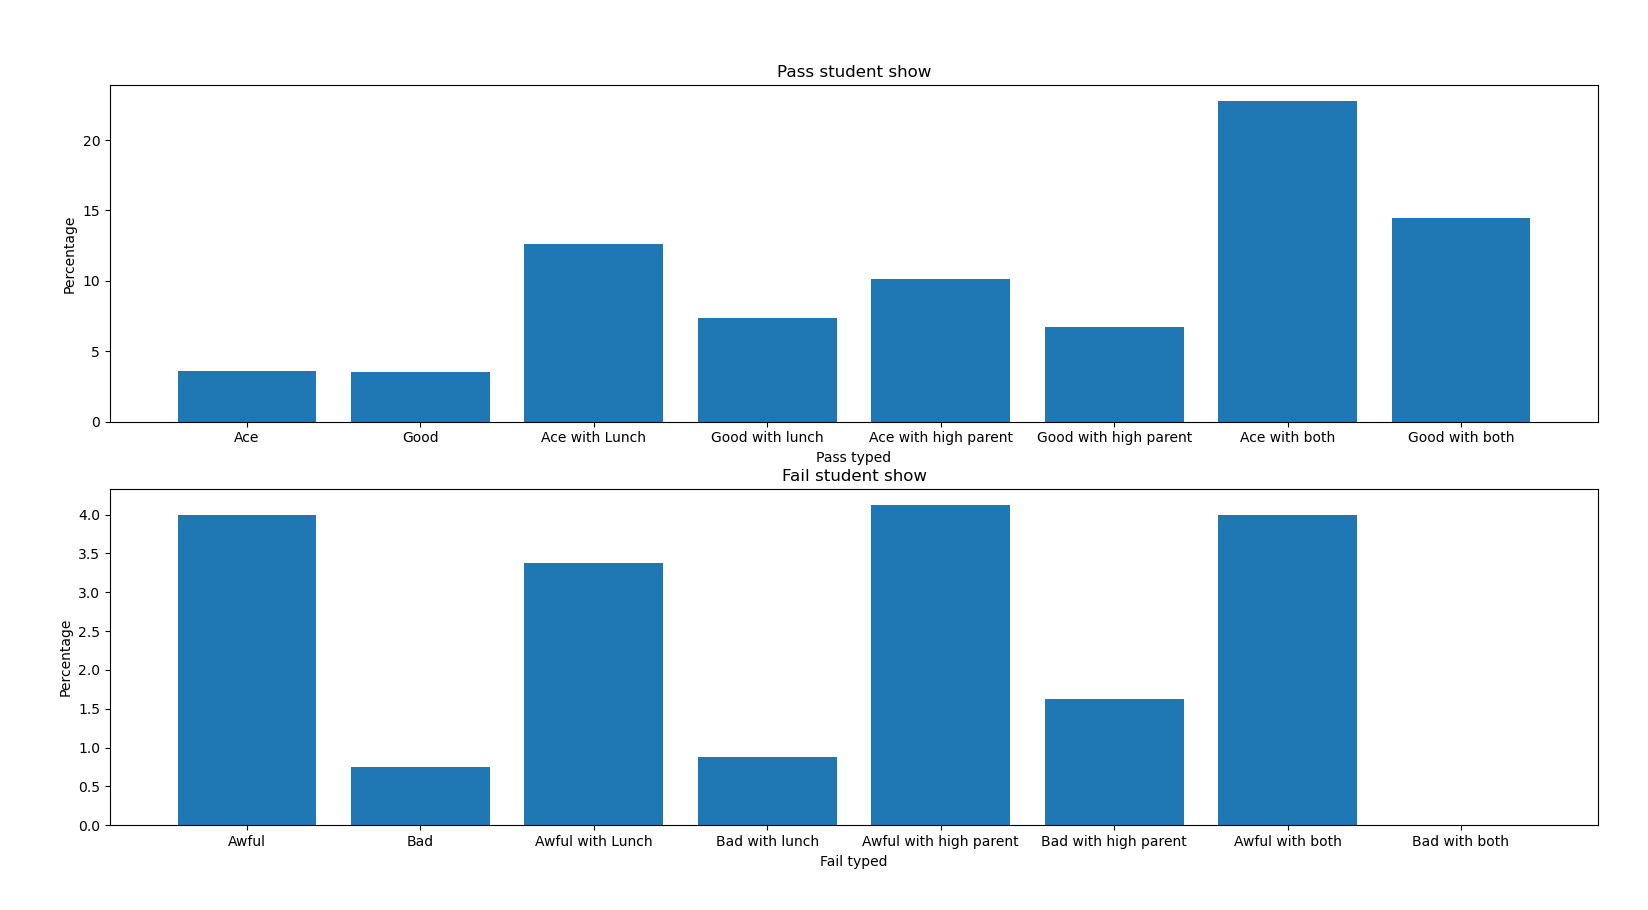 Pass student show
Percentage
20
15
10
5
0
Ace Good Ace with Lunch Good with lunch Ace with high parent Good with high parent Ace with both Good with both
Pass typed
Fail student show
Percentage
4.0
3.5
3.0
2.5
2.0
1.5
1.0
0.5
0.0
Awful Bad Awful with Lunch Bad with lunch Awful with high parent Bad with high parent Awful with both Bad with both
Fail typed